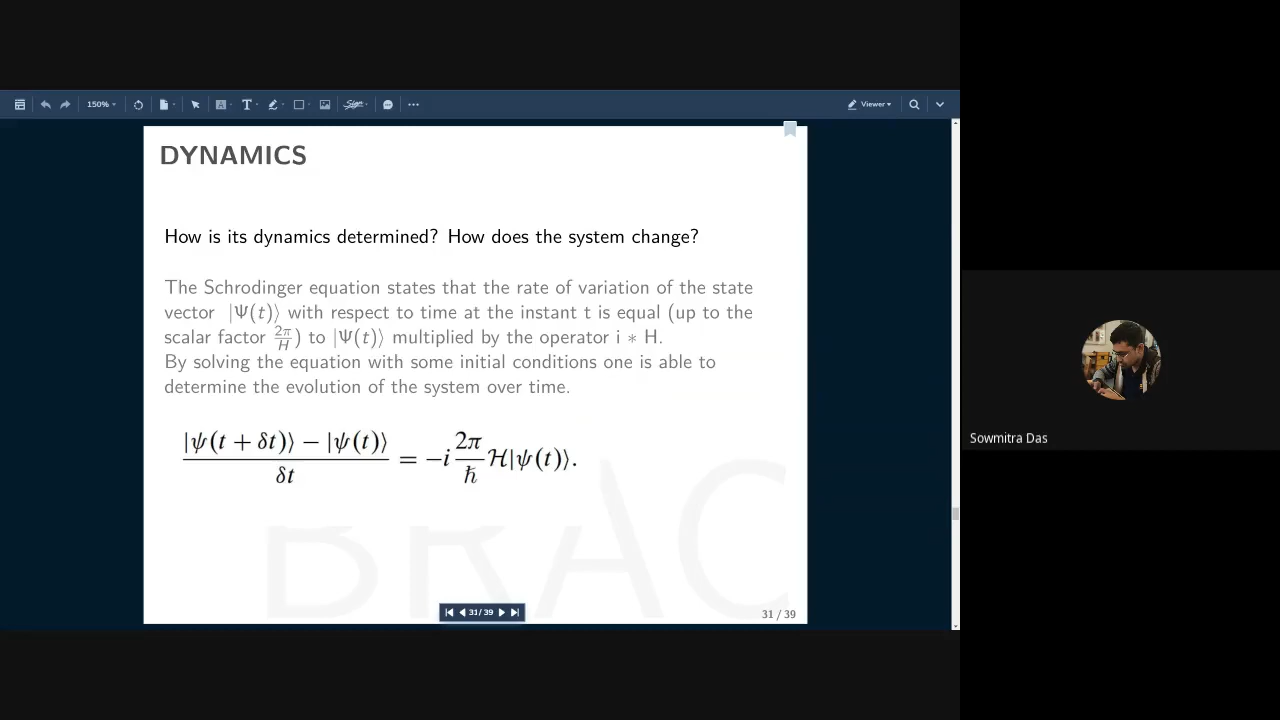 150%
Viewer
DYNAMICS
How is its dynamics determined? How does the system change?
The Schrodinger equation states that the rate of variation of the state
vector |Ψ(t)⟩ with respect to time at the instant t is equal (up to the
scalar factor 2π/H) to |Ψ(t)⟩ multiplied by the operator i ∗ H.
By solving the equation with some initial conditions one is able to
determine the evolution of the system over time.
|ψ(t + δt)⟩ − |ψ(t)⟩ / δt = −i 2π/ℏ ℋ|ψ(t)⟩.
BRAC
31/39
31 / 39
Sowmitra Das